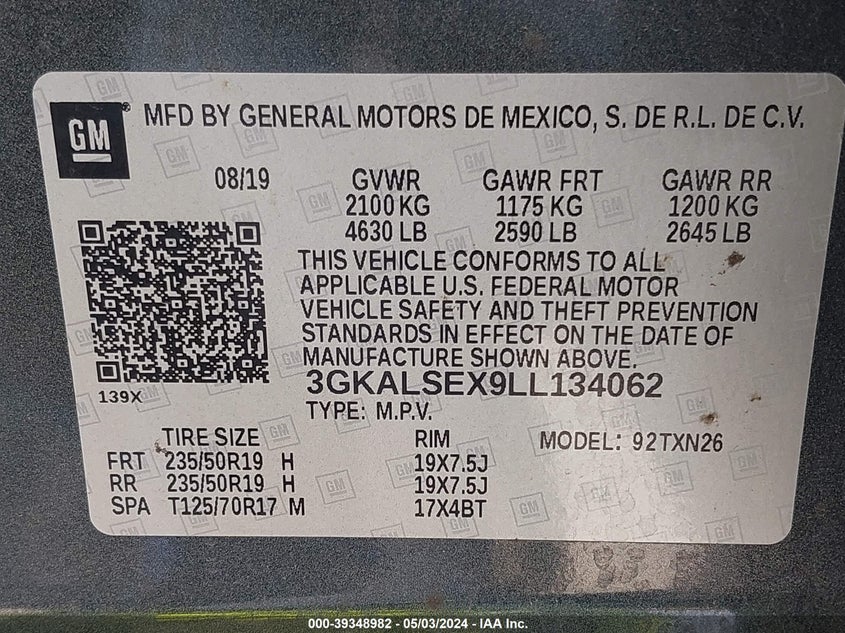 GM
MFD BY GENERAL MOTORS DE MEXICO, S. DE R.L. DE C.V.
08/19 GVWR GAWR FRT GAWR RR
2100 KG 1175 KG 1200 KG
4630 LB 2590 LB 2645 LB
THIS VEHICLE CONFORMS TO ALL
APPLICABLE U.S. FEDERAL MOTOR
VEHICLE SAFETY AND THEFT PREVENTION
STANDARDS IN EFFECT ON THE DATE OF
MANUFACTURE SHOWN ABOVE.
3GKALSEX9LL134062
139X
TYPE: M.P.V.
TIRE SIZE RIM MODEL: 92TXN26
FRT 235/50R19 H 19X7.5J
RR 235/50R19 H 19X7.5J
SPA T125/70R17 M 17X4BT
000-39348982 - 05/03/2024 - IAA Inc.